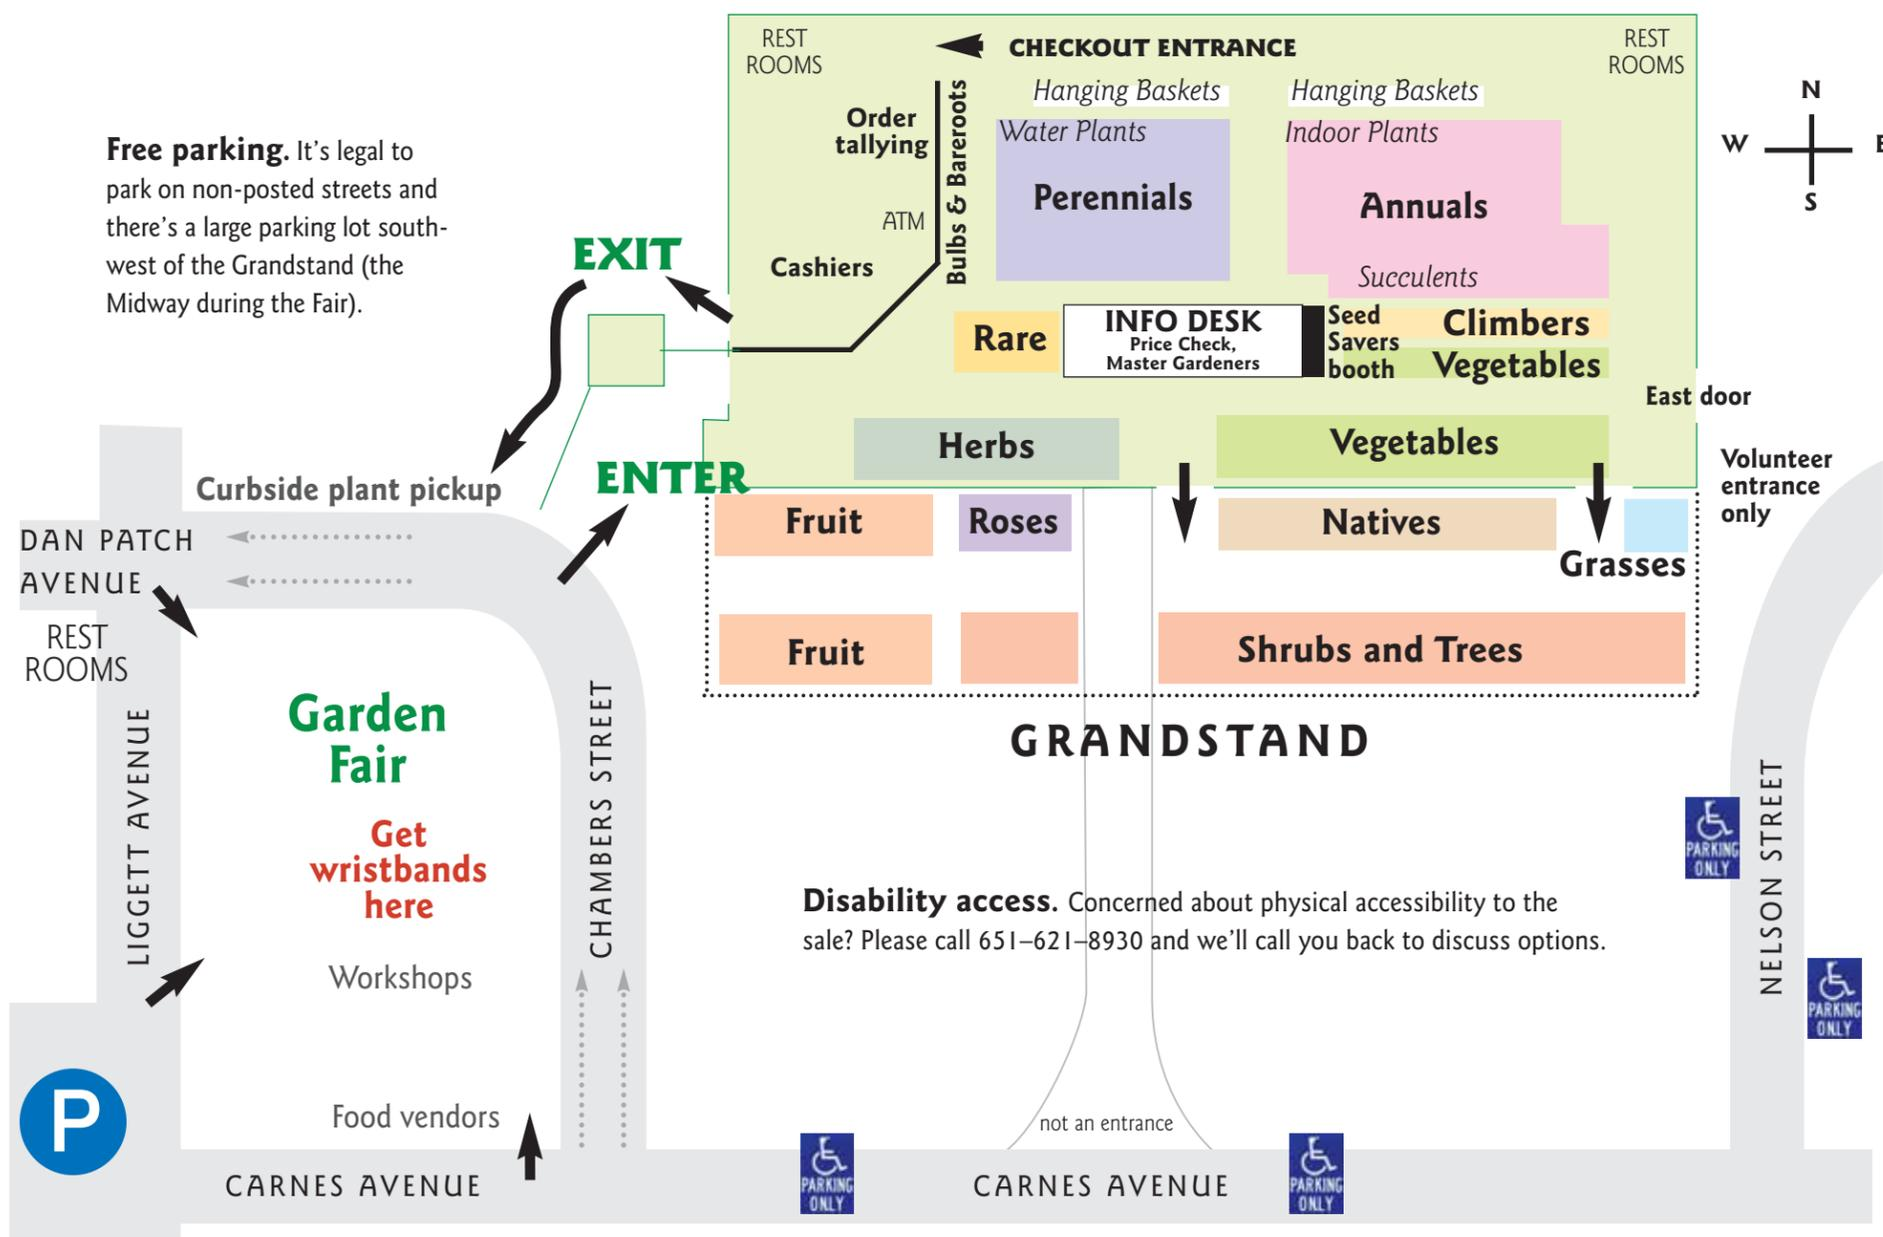 REST
ROOMS
CHECKOUT ENTRANCE
REST
ROOMS
Hanging Baskets
Hanging Baskets
N
W
E
S
Order
tallying
Bulbs & Bareroots
Water Plants
Indoor Plants
Free parking. It's legal to
park on non-posted streets and
there's a large parking lot south-
west of the Grandstand (the
Midway during the Fair).
Perennials
Annuals
ATM
EXIT
Cashiers
Succulents
Rare
INFO DESK
Price Check,
Master Gardeners
Seed
Savers
booth
Climbers
Vegetables
East door
Herbs
Vegetables
Volunteer
entrance
only
ENTER
Curbside plant pickup
Fruit
Roses
Natives
Grasses
DAN PATCH
AVENUE
REST
ROOMS
Fruit
Shrubs and Trees
GRANDSTAND
Garden
Fair
Get
wristbands
here
LIGGETT AVENUE
CHAMBERS STREET
NELSON STREET
PARKING
ONLY
Disability access. Concerned about physical accessibility to the
sale? Please call 651–621–8930 and we'll call you back to discuss options.
Workshops
PARKING
ONLY
P
Food vendors
not an entrance
CARNES AVENUE
PARKING
ONLY
CARNES AVENUE
PARKING
ONLY